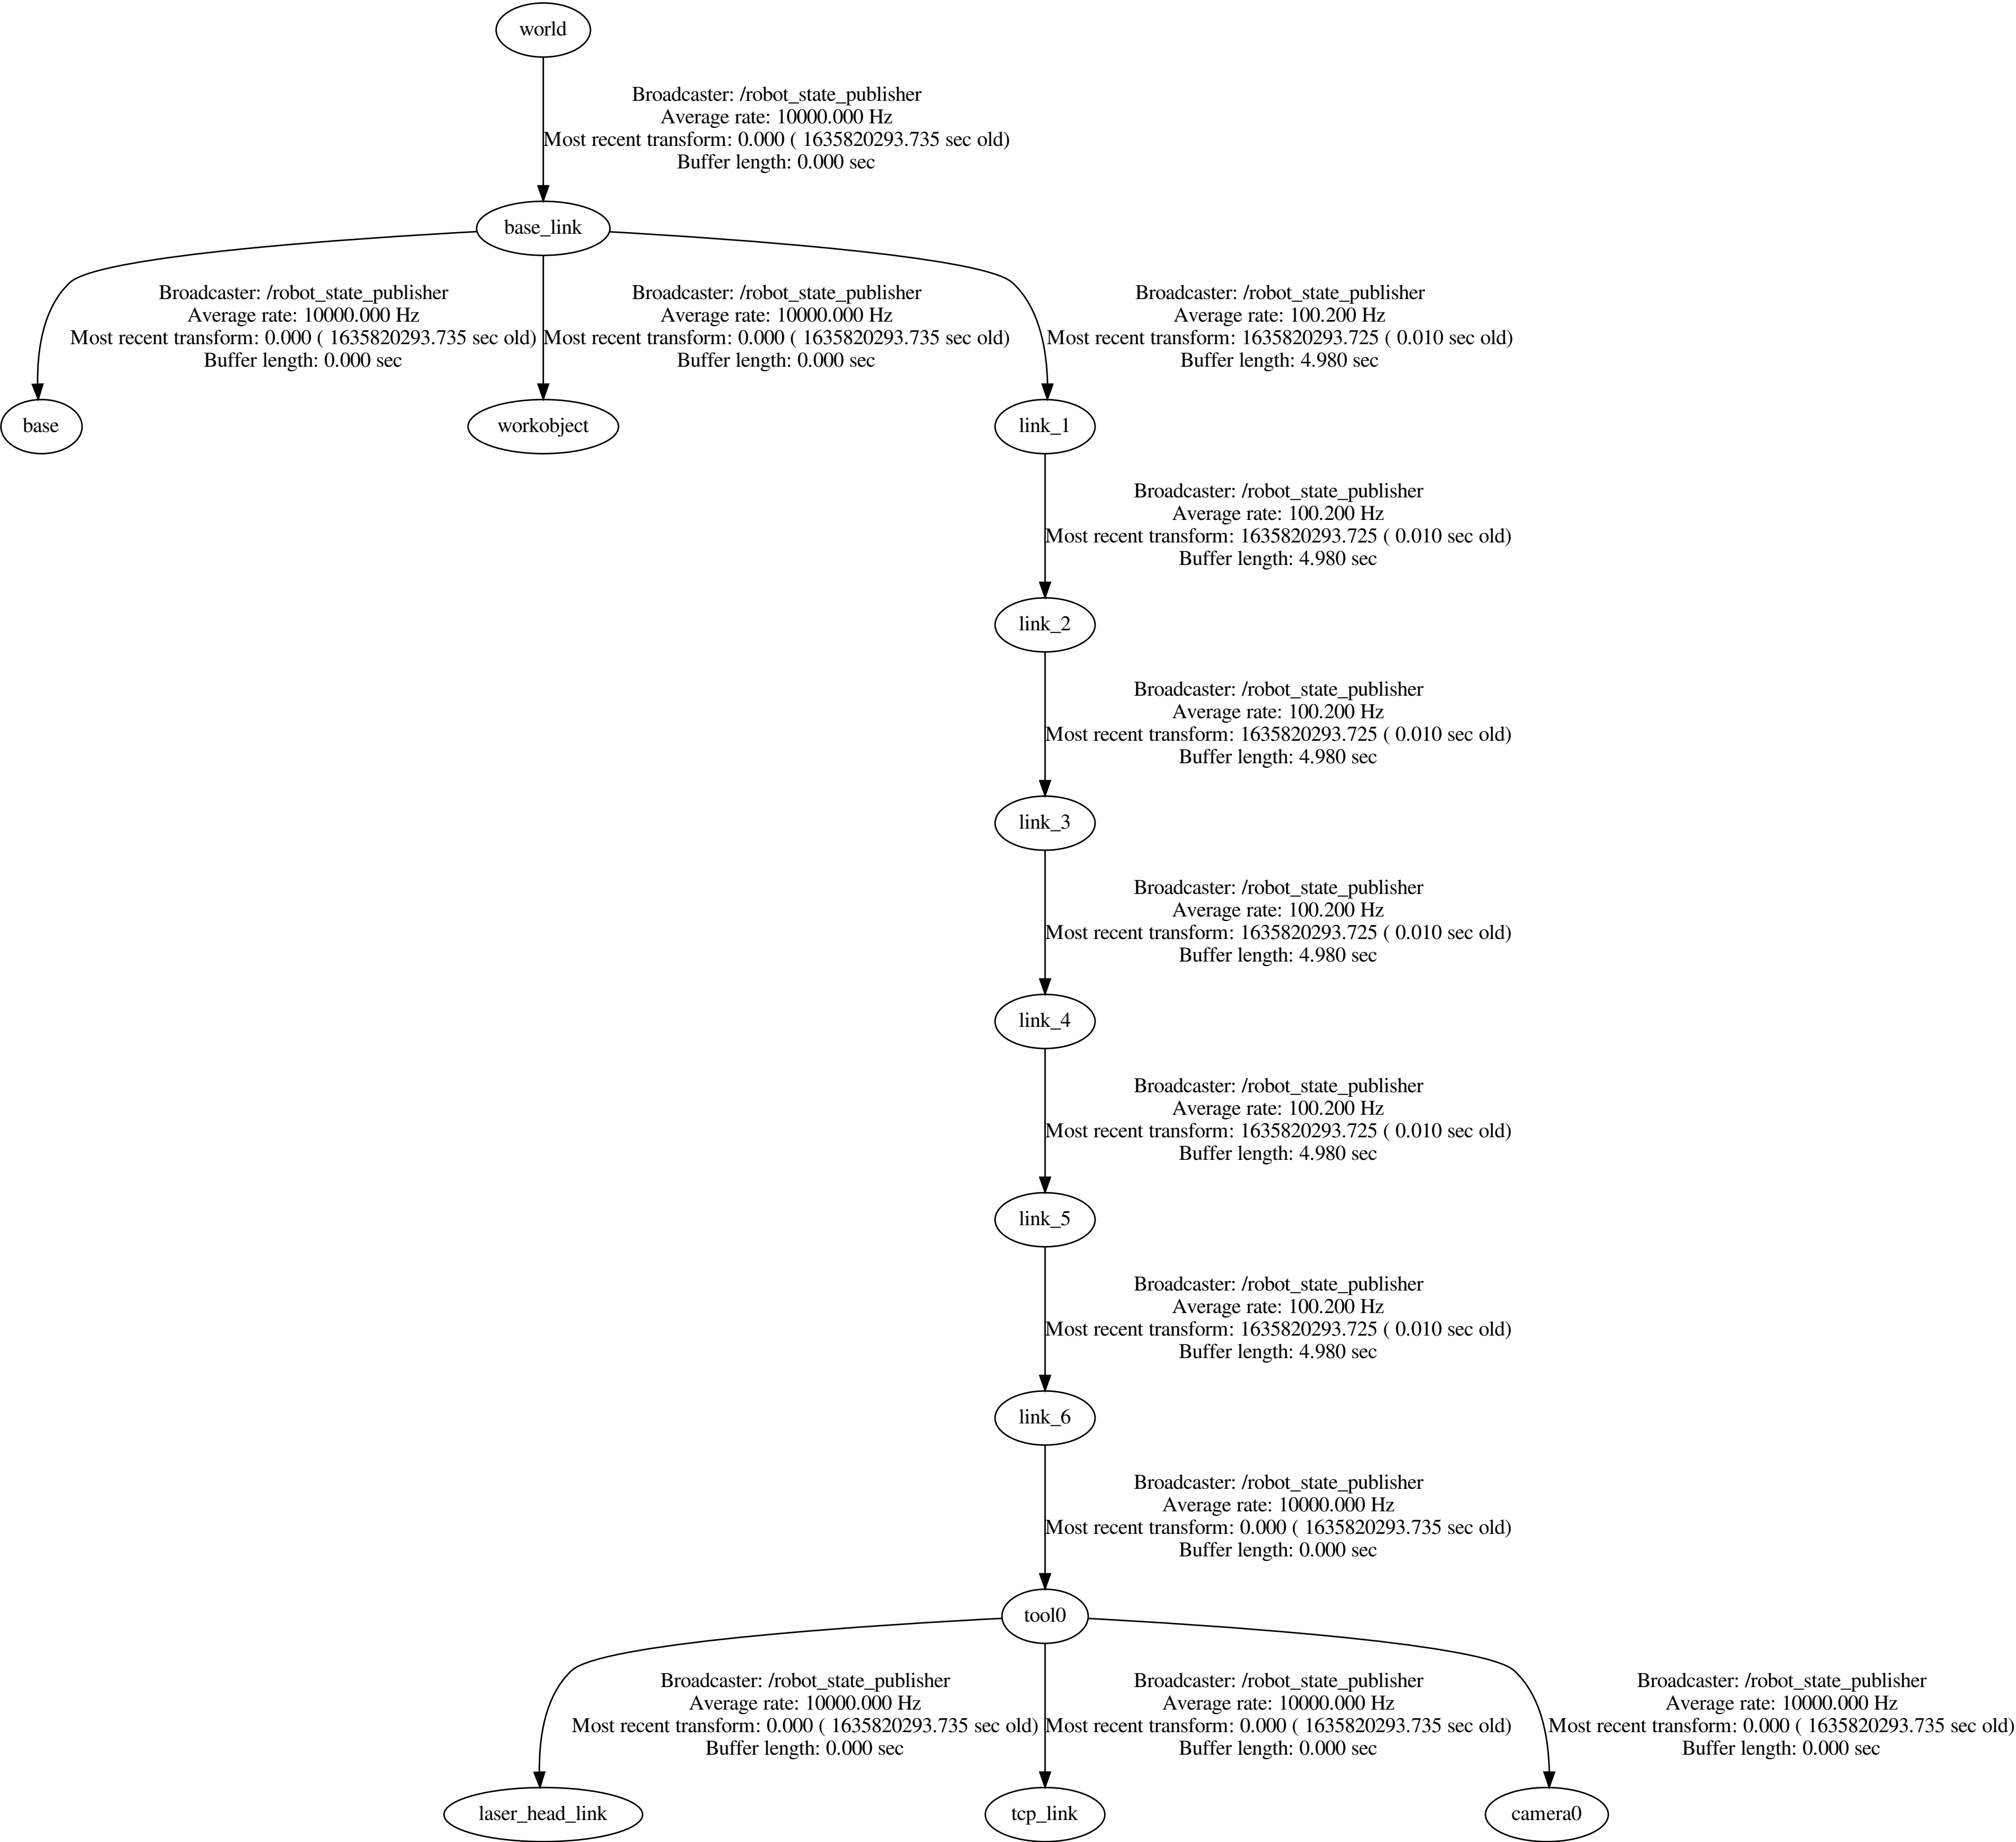 world
Broadcaster: /robot_state_publisher
Average rate: 10000.000 Hz
Most recent transform: 0.000 ( 1635820293.735 sec old)
Buffer length: 0.000 sec
base_link
Broadcaster: /robot_state_publisher
Average rate: 10000.000 Hz
Most recent transform: 0.000 ( 1635820293.735 sec old)
Buffer length: 0.000 sec
Broadcaster: /robot_state_publisher
Average rate: 10000.000 Hz
Most recent transform: 0.000 ( 1635820293.735 sec old)
Buffer length: 0.000 sec
Broadcaster: /robot_state_publisher
Average rate: 100.200 Hz
Most recent transform: 1635820293.725 ( 0.010 sec old)
Buffer length: 4.980 sec
base
workobject
link_1
Broadcaster: /robot_state_publisher
Average rate: 100.200 Hz
Most recent transform: 1635820293.725 ( 0.010 sec old)
Buffer length: 4.980 sec
link_2
Broadcaster: /robot_state_publisher
Average rate: 100.200 Hz
Most recent transform: 1635820293.725 ( 0.010 sec old)
Buffer length: 4.980 sec
link_3
Broadcaster: /robot_state_publisher
Average rate: 100.200 Hz
Most recent transform: 1635820293.725 ( 0.010 sec old)
Buffer length: 4.980 sec
link_4
Broadcaster: /robot_state_publisher
Average rate: 100.200 Hz
Most recent transform: 1635820293.725 ( 0.010 sec old)
Buffer length: 4.980 sec
link_5
Broadcaster: /robot_state_publisher
Average rate: 100.200 Hz
Most recent transform: 1635820293.725 ( 0.010 sec old)
Buffer length: 4.980 sec
link_6
Broadcaster: /robot_state_publisher
Average rate: 10000.000 Hz
Most recent transform: 0.000 ( 1635820293.735 sec old)
Buffer length: 0.000 sec
tool0
Broadcaster: /robot_state_publisher
Average rate: 10000.000 Hz
Most recent transform: 0.000 ( 1635820293.735 sec old)
Buffer length: 0.000 sec
Broadcaster: /robot_state_publisher
Average rate: 10000.000 Hz
Most recent transform: 0.000 ( 1635820293.735 sec old)
Buffer length: 0.000 sec
Broadcaster: /robot_state_publisher
Average rate: 10000.000 Hz
Most recent transform: 0.000 ( 1635820293.735 sec old)
Buffer length: 0.000 sec
laser_head_link
tcp_link
camera0